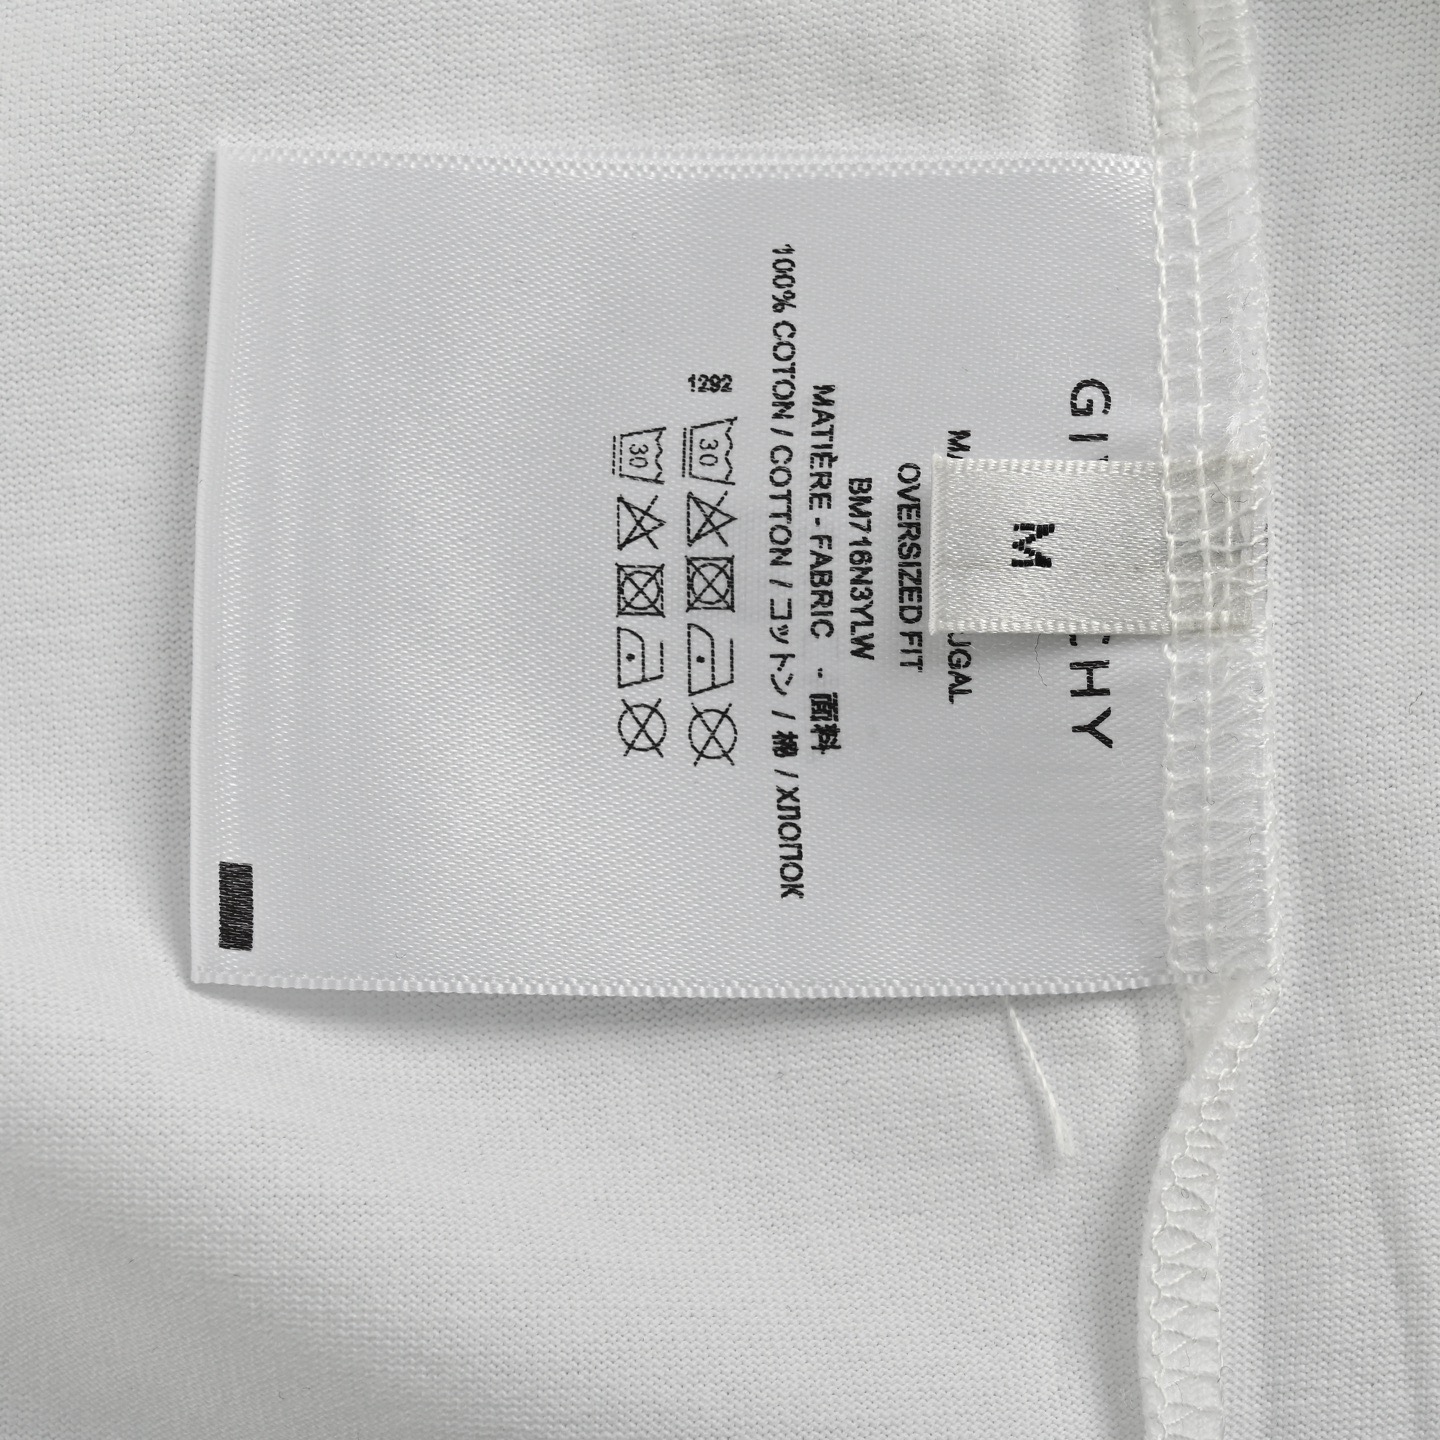 GI CHY
M
MA UGAL
OVERSIZED FIT
BM716N3YLW
MATIÈRE - FABRIC - 面料
100% COTON / COTTON / コットン / 棉 / ХЛОПОК
1292
30
30